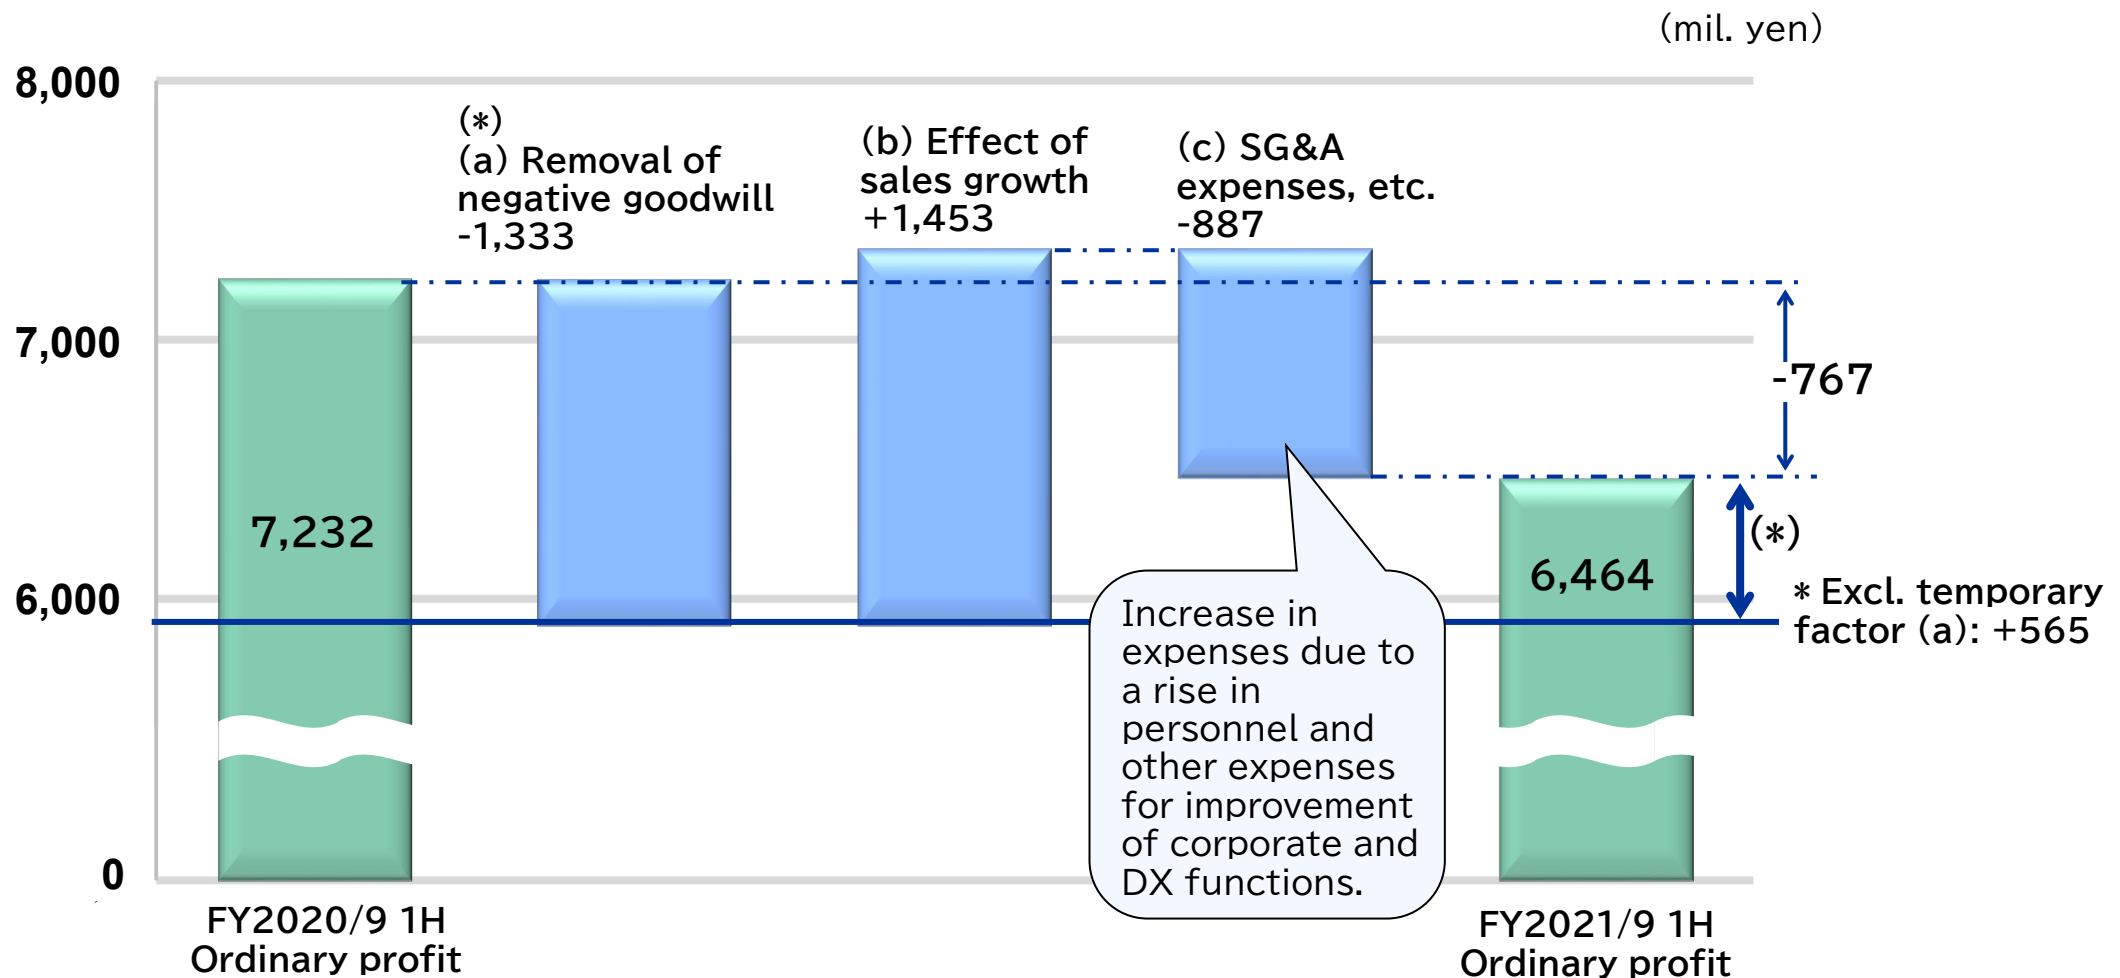 (mil. yen)
8,000
7,000
6,000
0
(*)
(a) Removal of
negative goodwill
-1,333
(b) Effect of
sales growth
+1,453
(c) SG&A
expenses, etc.
-887
-767
7,232
6,464
(*)
* Excl. temporary
factor (a): +565
Increase in
expenses due to
a rise in
personnel and
other expenses
for improvement
of corporate and
DX functions.
FY2020/9 1H
Ordinary profit
FY2021/9 1H
Ordinary profit